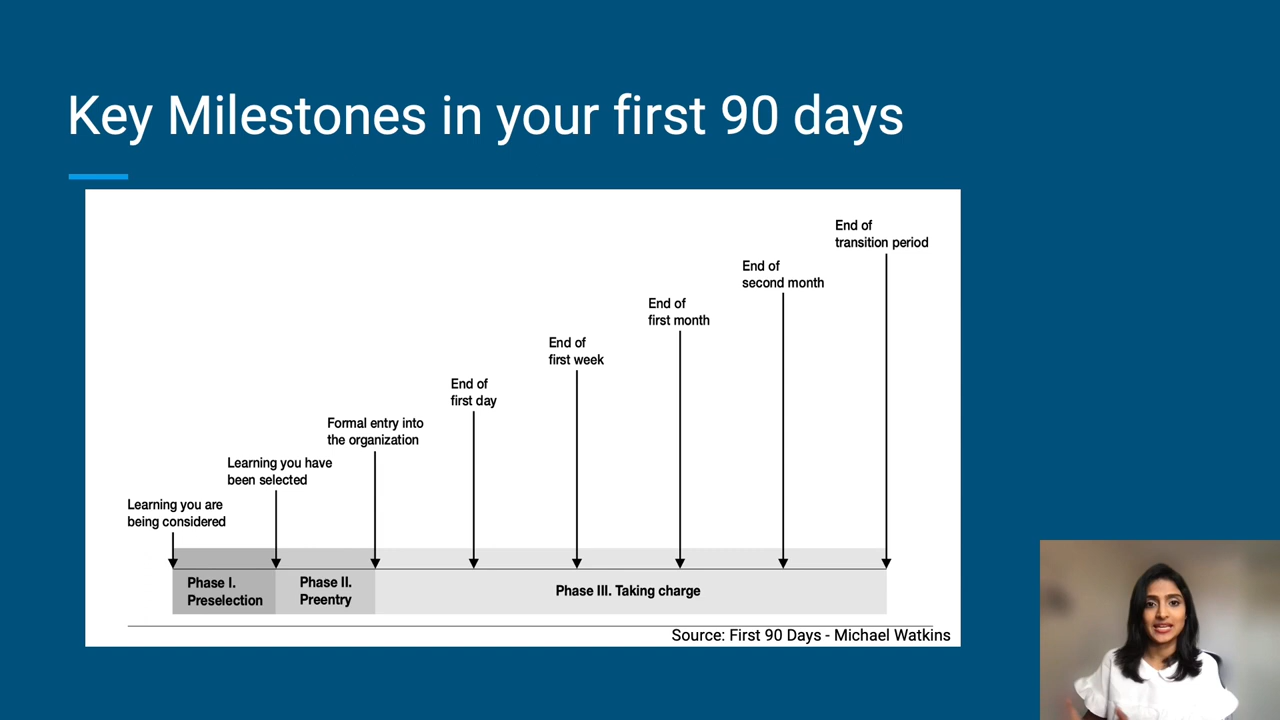 Key Milestones in your first 90 days
End of
transition period
End of
second month
End of
first month
End of
first week
End of
first day
Formal entry into
the organization
Learning you have
been selected
Learning you are
being considered
Phase I.
Preselection
Phase II.
Preentry
Phase III. Taking charge
Source: First 90 Days - Michael Watkins